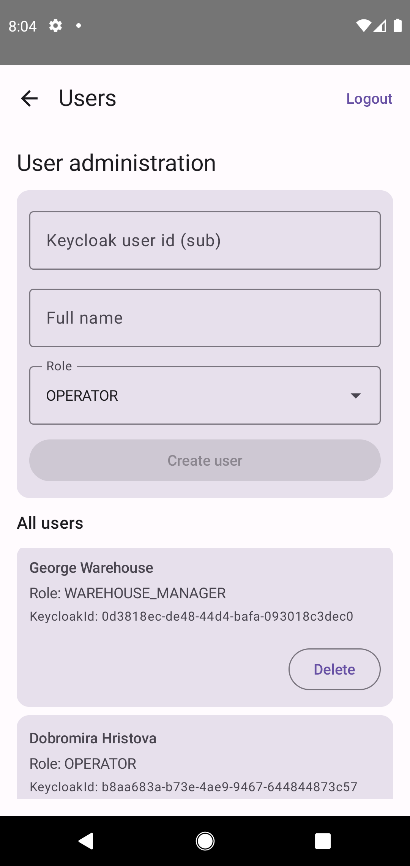 8:04
Users
Logout
User administration
Keycloak user id (sub)
Full name
Role
OPERATOR
Create user
All users
George Warehouse
Role: WAREHOUSE_MANAGER
KeycloakId: 0d3818ec-de48-44d4-bafa-093018c3dec0
Delete
Dobromira Hristova
Role: OPERATOR
KeycloakId: b8aa683a-b73e-4ae9-9467-644844873c57